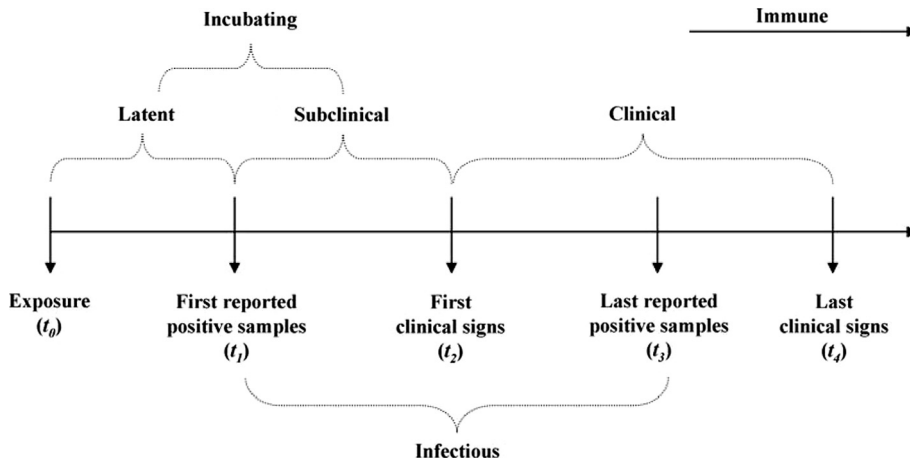 Incubating
Immune
Latent
Subclinical
Clinical
Exposure
(t0)
First reported
positive samples
(t1)
First
clinical signs
(t2)
Last reported
positive samples
(t3)
Last
clinical signs
(t4)
Infectious